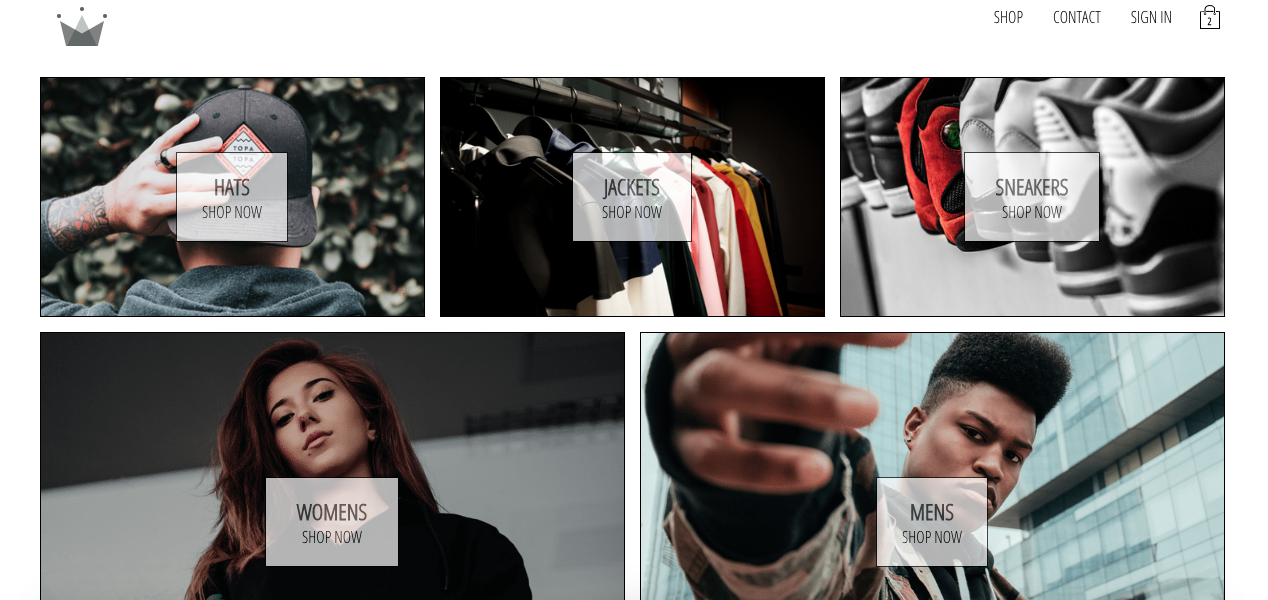 SHOP
CONTACT
SIGN IN
2
TOPA
TOPA
HATS
SHOP NOW
JACKETS
SHOP NOW
SNEAKERS
SHOP NOW
WOMENS
SHOP NOW
MENS
SHOP NOW